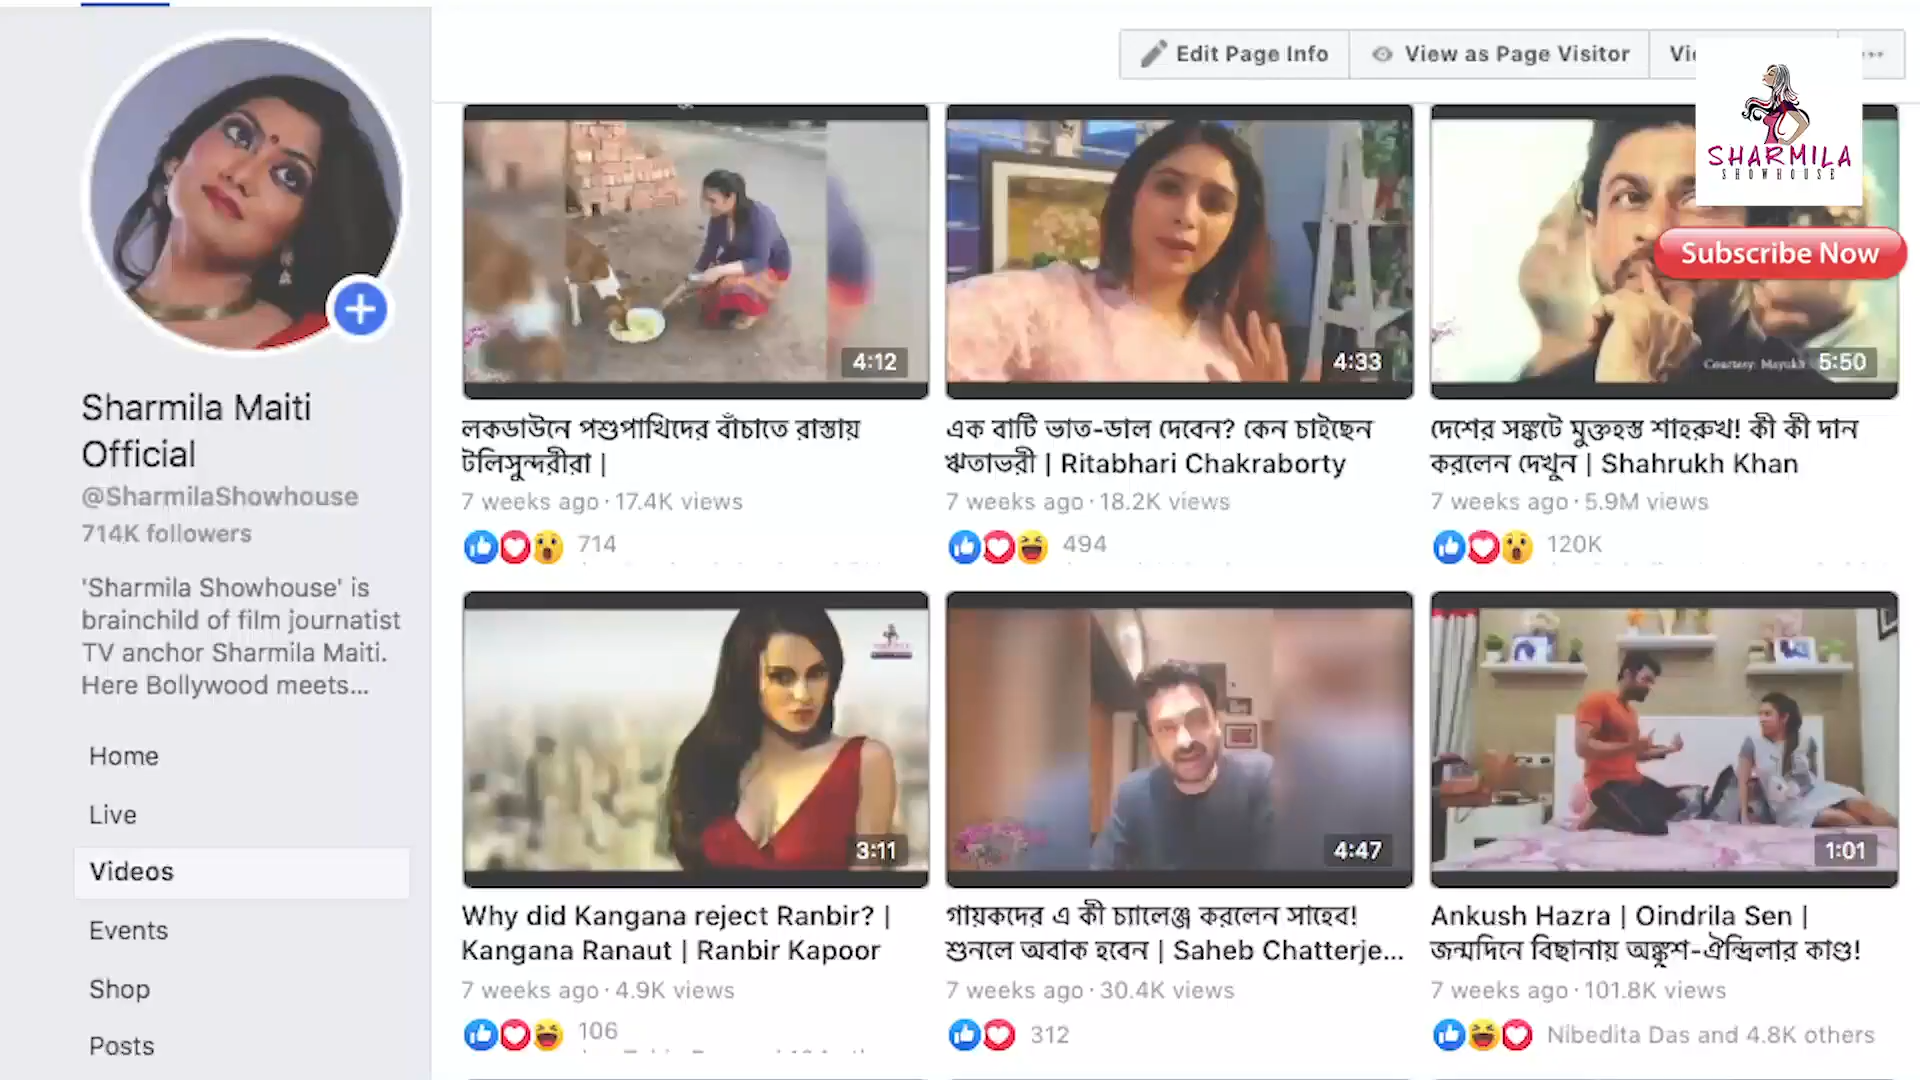 Edit Page Info
View as Page Visitor
SHARMILA
SHOWHOUSE
Subscribe Now
Sharmila Maiti
Official
@SharmilaShowhouse
714K followers
'Sharmila Showhouse' is
brainchild of film journalist
TV anchor Sharmila Maiti.
Here Bollywood meets...
Home
Live
Videos
Events
Shop
Posts
4:12
লকডাউনে পশুপাখিদের বাঁচাতে রাস্তায়
টলিসুন্দরীরা |
7 weeks ago · 17.4K views
714
4:33
এক বাটি ভাত-ডাল দেবেন? কেন চাইছেন
ঋতাভরী | Ritabhari Chakraborty
7 weeks ago · 18.2K views
494
Courtesy: Mayukh
5:50
দেশের সঙ্কটে মুক্তহস্ত শাহরুখ! কী কী দান
করলেন দেখুন | Shahrukh Khan
7 weeks ago · 5.9M views
120K
3:11
Why did Kangana reject Ranbir? |
Kangana Ranaut | Ranbir Kapoor
7 weeks ago · 4.9K views
106
4:47
গায়কদের এ কী চ্যালেঞ্জ করলেন সাহেব!
শুনলে অবাক হবেন | Saheb Chatterje...
7 weeks ago · 30.4K views
312
1:01
Ankush Hazra | Oindrila Sen |
জন্মদিনে বিছানায় অঙ্কুশ-ঐন্দ্রিলার কাণ্ড!
7 weeks ago · 101.8K views
Nibedita Das and 4.8K others